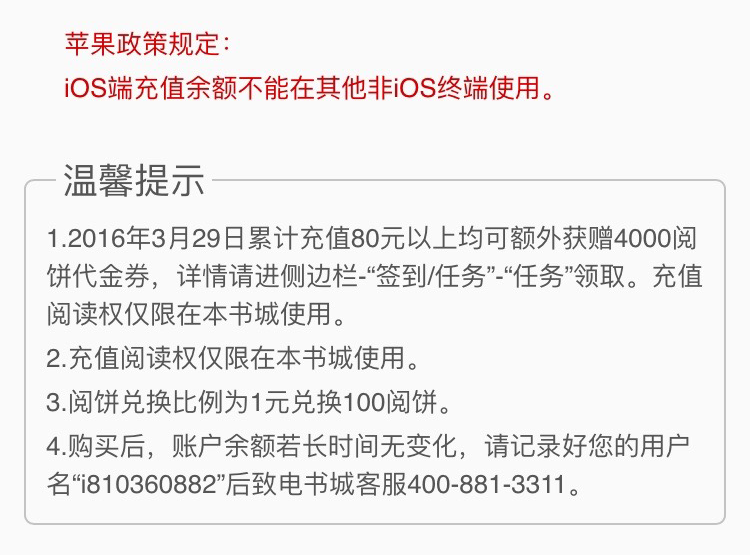 苹果政策规定：
iOS端充值余额不能在其他非iOS终端使用。
温馨提示
1.2016年3月29日累计充值80元以上均可额外获赠4000阅
饼代金券，详情请进侧边栏-“签到/任务”-“任务”领取。充值
阅读权仅限在本书城使用。
2.充值阅读权仅限在本书城使用。
3.阅饼兑换比例为1元兑换100阅饼。
4.购买后，账户余额若长时间无变化，请记录好您的用户
名“i810360882”后致电书城客服400-881-3311。